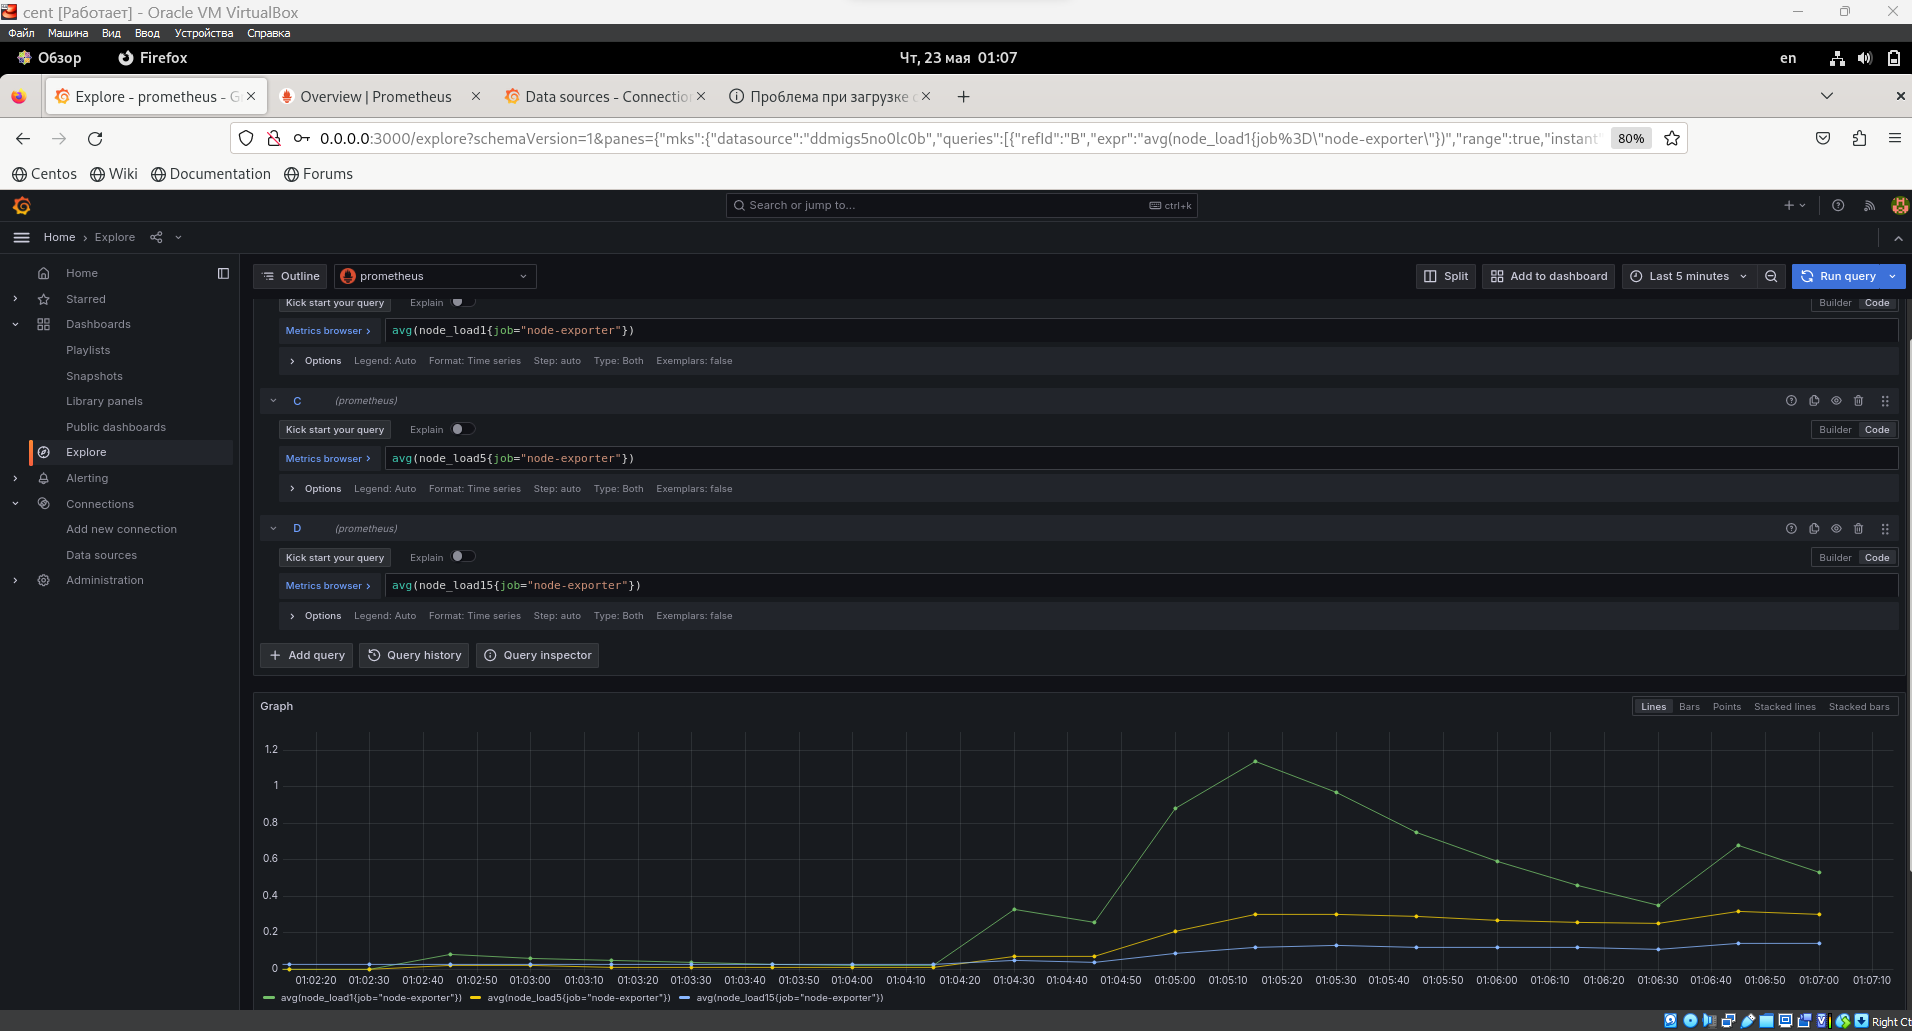 cent [Работает] - Oracle VM VirtualBox
Файл Машина Вид Ввод Устройства Справка
Обзор Firefox Чт, 23 мая 01:07 en
Explore - prometheus - G Overview | Prometheus Data sources - Connection Проблема при загрузке
0.0.0.0:3000/explore?schemaVersion=1&panes={"mks":{"datasource":"ddmigs5no0lc0b","queries":[{"refId":"B","expr":"avg(node_load1{job%3D\"node-exporter\"})","range":true,"instant" 80%
Centos Wiki Documentation Forums
Search or jump to... ctrl+k
Home › Explore
Home
Starred
Dashboards
Playlists
Snapshots
Library panels
Public dashboards
Explore
Alerting
Connections
Add new connection
Data sources
Administration
Outline prometheus Split Add to dashboard Last 5 minutes Run query
Kick start your query Explain Builder Code
Metrics browser > avg(node_load1{job="node-exporter"})
Options Legend: Auto Format: Time series Step: auto Type: Both Exemplars: false
C (prometheus)
Kick start your query Explain Builder Code
Metrics browser > avg(node_load5{job="node-exporter"})
Options Legend: Auto Format: Time series Step: auto Type: Both Exemplars: false
D (prometheus)
Kick start your query Explain Builder Code
Metrics browser > avg(node_load15{job="node-exporter"})
Options Legend: Auto Format: Time series Step: auto Type: Both Exemplars: false
+ Add query Query history Query inspector
Graph Lines Bars Points Stacked lines Stacked bars
1.2
1
0.8
0.6
0.4
0.2
0
01:02:20 01:02:30 01:02:40 01:02:50 01:03:00 01:03:10 01:03:20 01:03:30 01:03:40 01:03:50 01:04:00 01:04:10 01:04:20 01:04:30 01:04:40 01:04:50 01:05:00 01:05:10 01:05:20 01:05:30 01:05:40 01:05:50 01:06:00 01:06:10 01:06:20 01:06:30 01:06:40 01:06:50 01:07:00 01:07:10
avg(node_load1{job="node-exporter"}) avg(node_load5{job="node-exporter"}) avg(node_load15{job="node-exporter"})
Right Ct